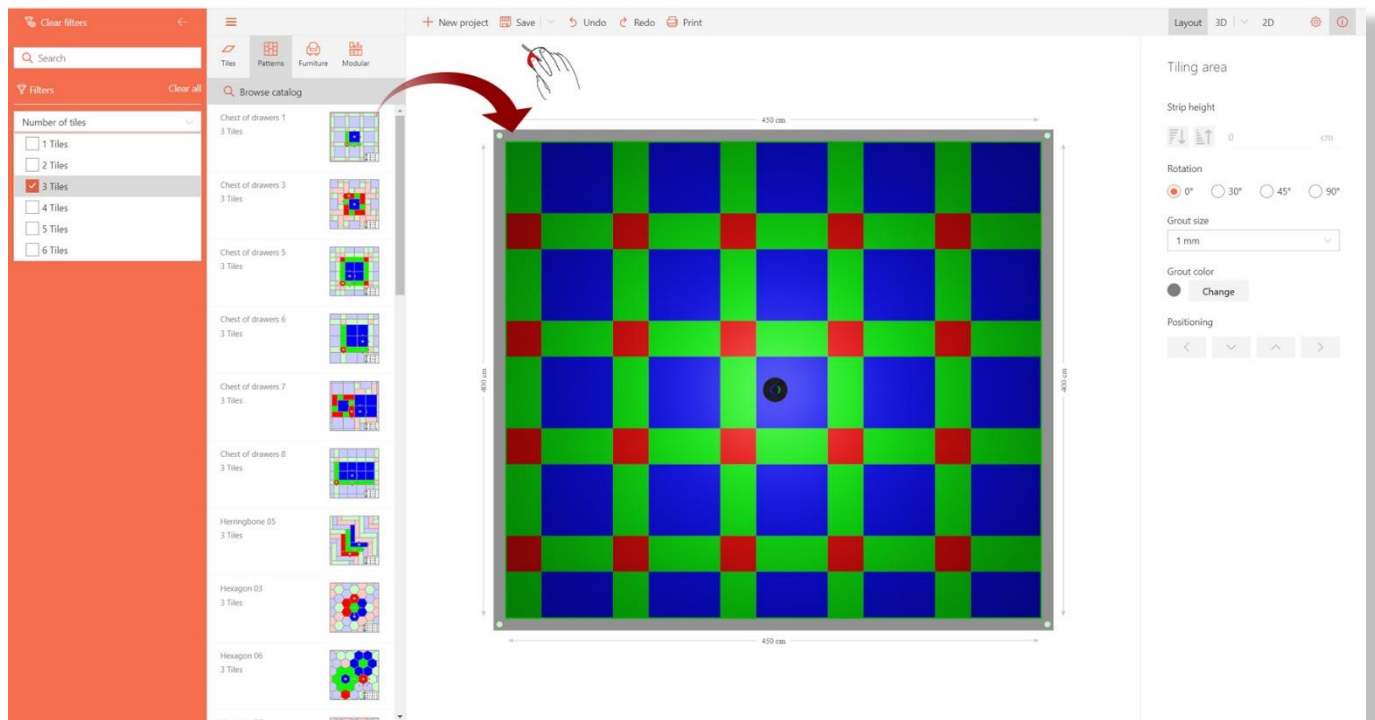 Clear filters
New project Save Undo Redo Print
Layout 3D 2D
Search
Filters Clear all
Number of tiles
1 Tiles
2 Tiles
3 Tiles
4 Tiles
5 Tiles
6 Tiles
Tiles Patterns Furniture Modular
Browse catalog
Chest of drawers 1
3 Tiles
Chest of drawers 3
3 Tiles
Chest of drawers 5
3 Tiles
Chest of drawers 6
3 Tiles
Chest of drawers 7
3 Tiles
Chest of drawers 8
3 Tiles
Herringbone 05
3 Tiles
Hexagon 03
3 Tiles
Hexagon 06
3 Tiles
450 cm
400 cm
400 cm
450 cm
Tiling area
Strip height
0 cm
Rotation
0° 30° 45° 90°
Grout size
1 mm
Grout color
Change
Positioning